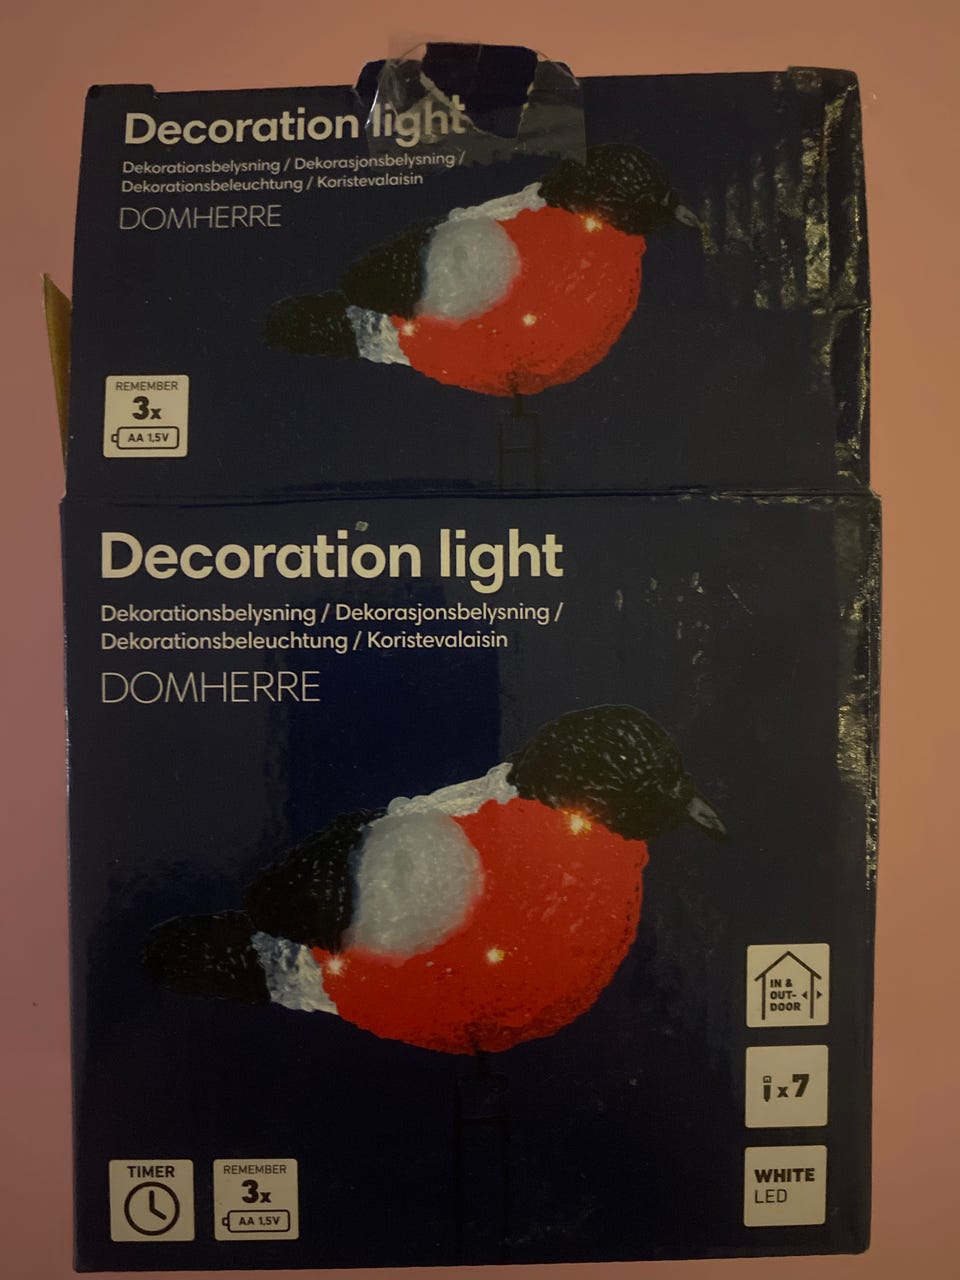 Decoration light
Dekorationsbelysning / Dekorasjonsbelysning /
Dekorationsbeleuchtung / Koristevalaisin
DOMHERRE
REMEMBER
3x
AA 1,5V
Decoration light
Dekorationsbelysning / Dekorasjonsbelysning /
Dekorationsbeleuchtung / Koristevalaisin
DOMHERRE
IN &
OUT-
DOOR
x7
TIMER
REMEMBER
3x
AA 1,5V
WHITE
LED